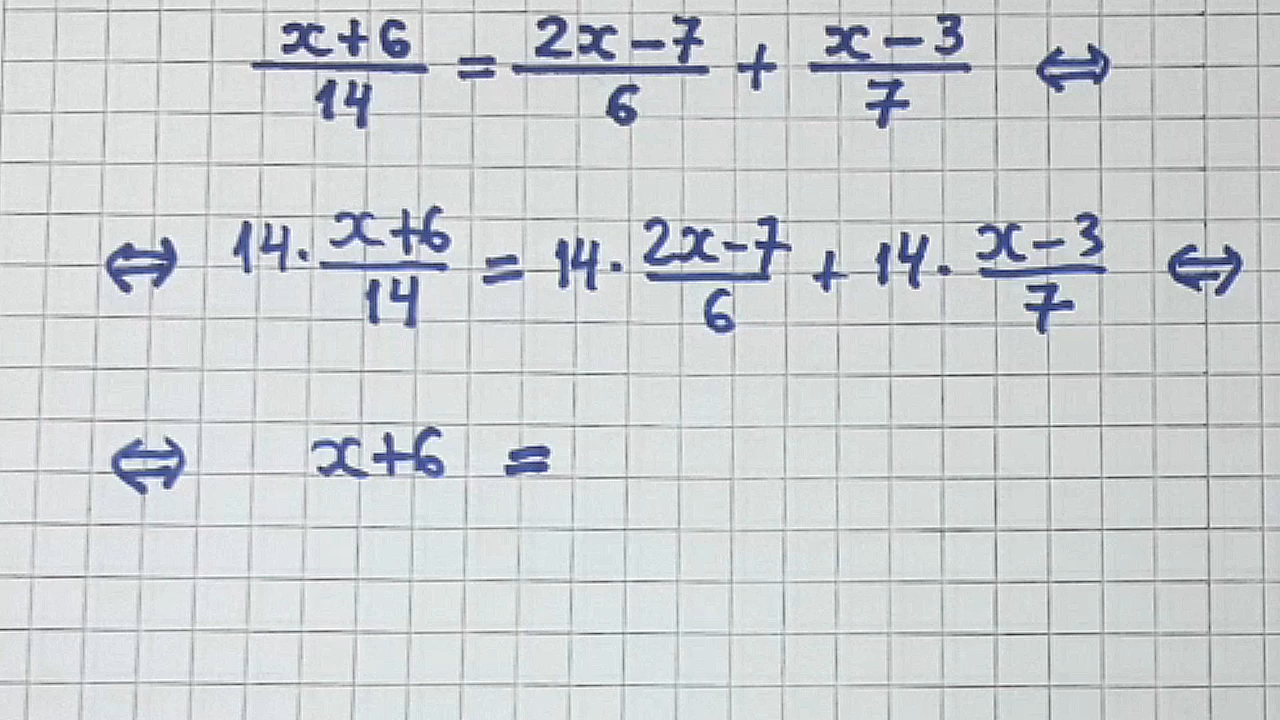 (x+6)/14 = (2x-7)/6 + (x-3)/7 ⇔
⇔ 14·(x+6)/14 = 14·(2x-7)/6 + 14·(x-3)/7 ⇔
⇔ x+6 =